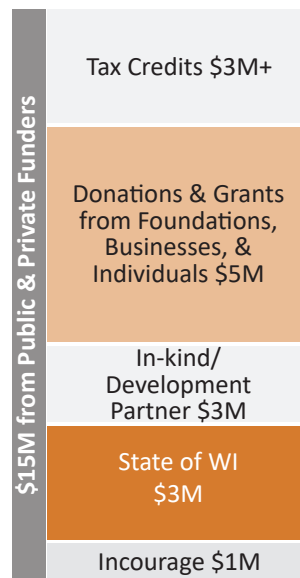 $15M from Public & Private Funders
Tax Credits $3M+
Donations & Grants
from Foundations,
Businesses, &
Individuals $5M
In-kind/
Development
Partner $3M
State of WI
$3M
Incourage $1M